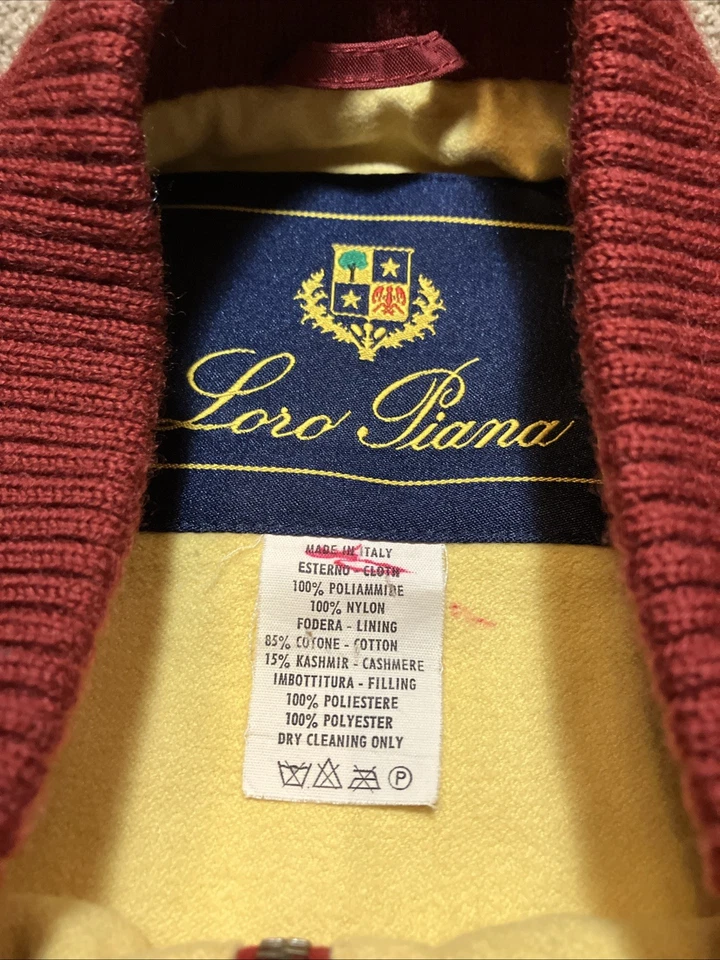 Loro Piana
MADE IN ITALY
ESTERNO - CLOTH
100% POLIAMMIDE
100% NYLON
FODERA - LINING
85% COTONE - COTTON
15% KASHMIR - CASHMERE
IMBOTTITURA - FILLING
100% POLIESTERE
100% POLYESTER
DRY CLEANING ONLY
P